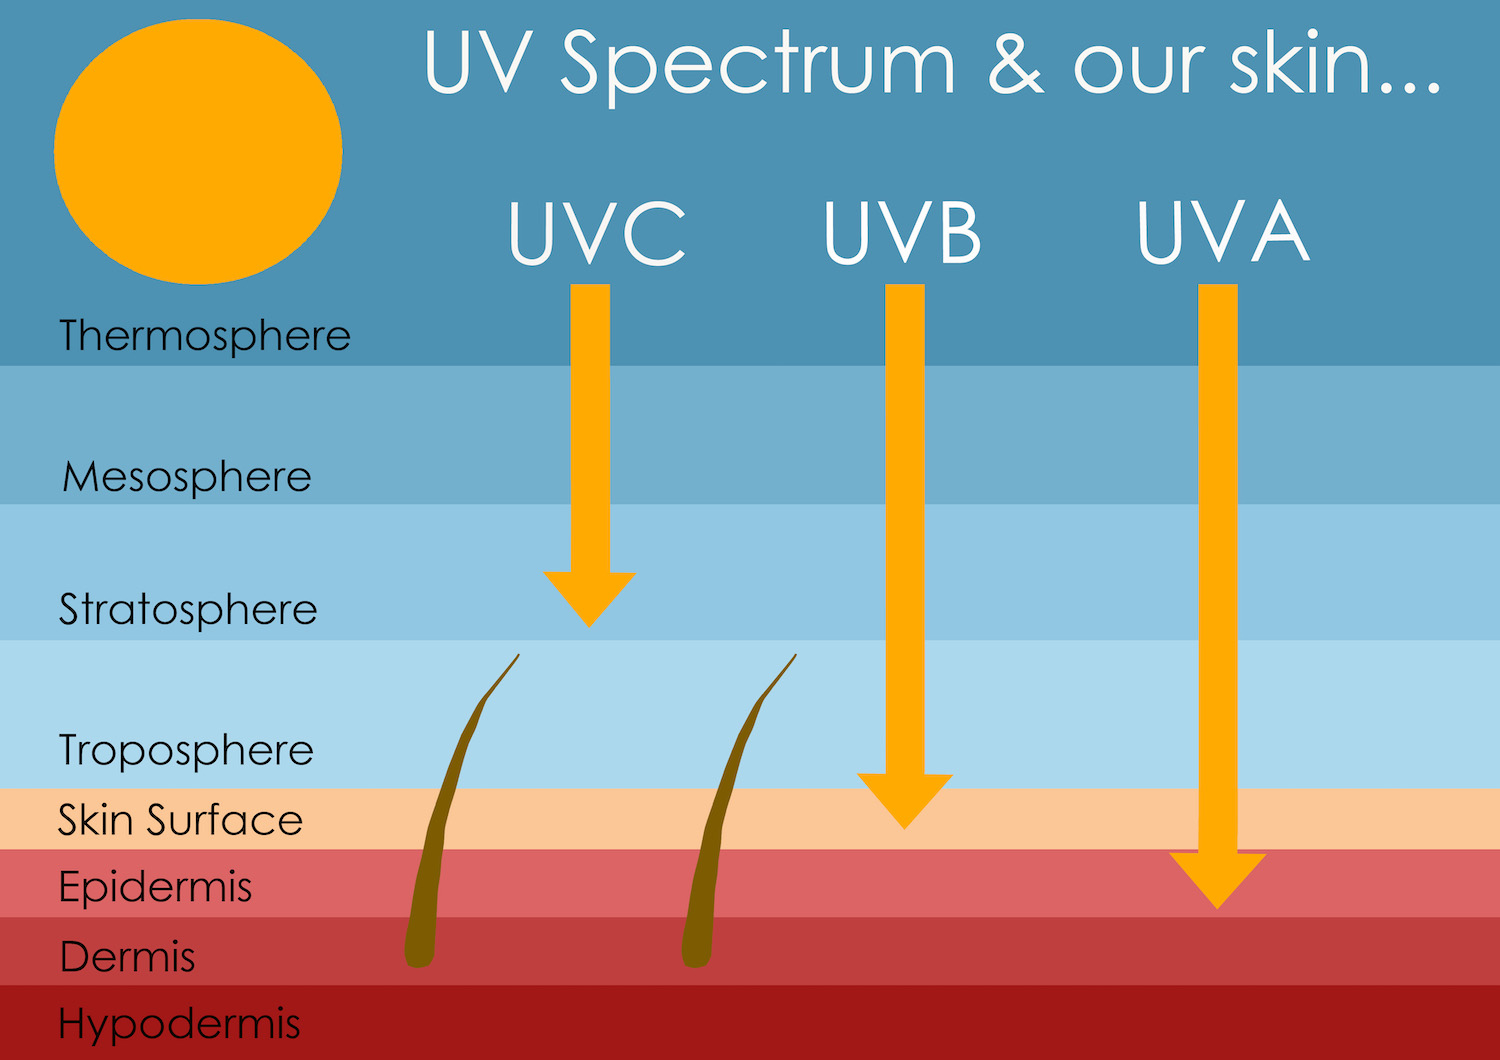 UV Spectrum & our skin...
UVC UVB UVA
Thermosphere
Mesosphere
Stratosphere
Troposphere
Skin Surface
Epidermis
Dermis
Hypodermis